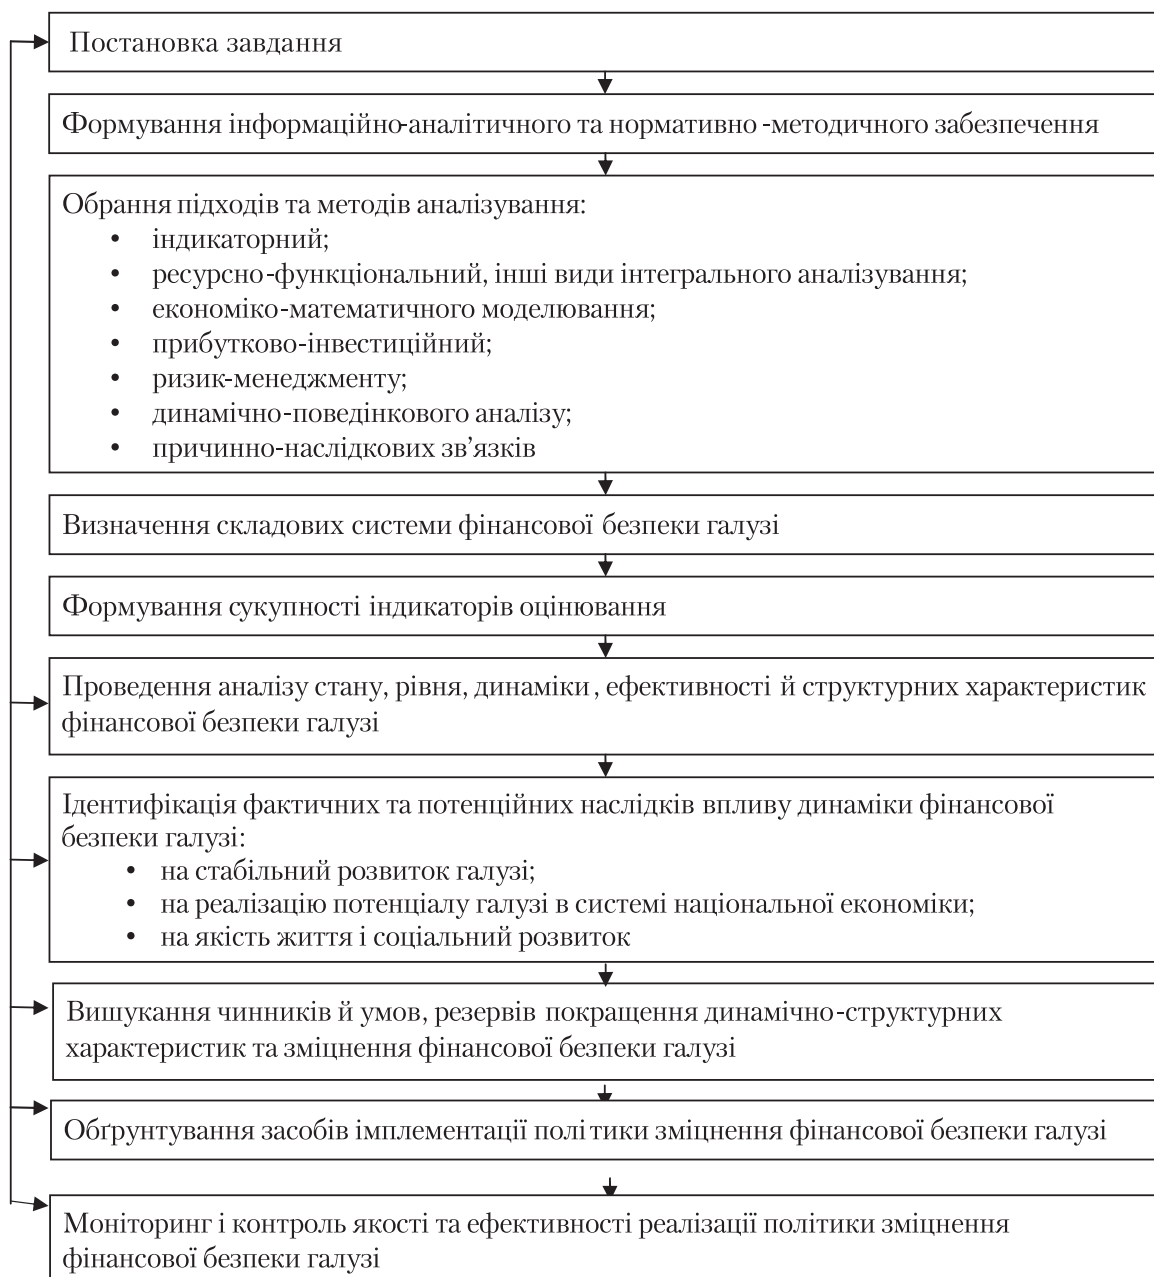 Постановка завдання
Формування інформаційно-аналітичного та нормативно-методичного забезпечення
Обрання підходів та методів аналізування:
• індикаторний;
• ресурсно-функціональний, інші види інтегрального аналізування;
• економіко-математичного моделювання;
• прибутково-інвестиційний;
• ризик-менеджменту;
• динамічно-поведінкового аналізу;
• причинно-наслідкових зв’язків
Визначення складових системи фінансової безпеки галузі
Формування сукупності індикаторів оцінювання
Проведення аналізу стану, рівня, динаміки, ефективності й структурних характеристик
фінансової безпеки галузі
Ідентифікація фактичних та потенційних наслідків впливу динаміки фінансової
безпеки галузі:
• на стабільний розвиток галузі;
• на реалізацію потенціалу галузі в системі національної економіки;
• на якість життя і соціальний розвиток
Вишукання чинників й умов, резервів покращення динамічно-структурних
характеристик та зміцнення фінансової безпеки галузі
Обґрунтування засобів імплементації політики зміцнення фінансової безпеки галузі
Моніторинг і контроль якості та ефективності реалізації політики зміцнення
фінансової безпеки галузі